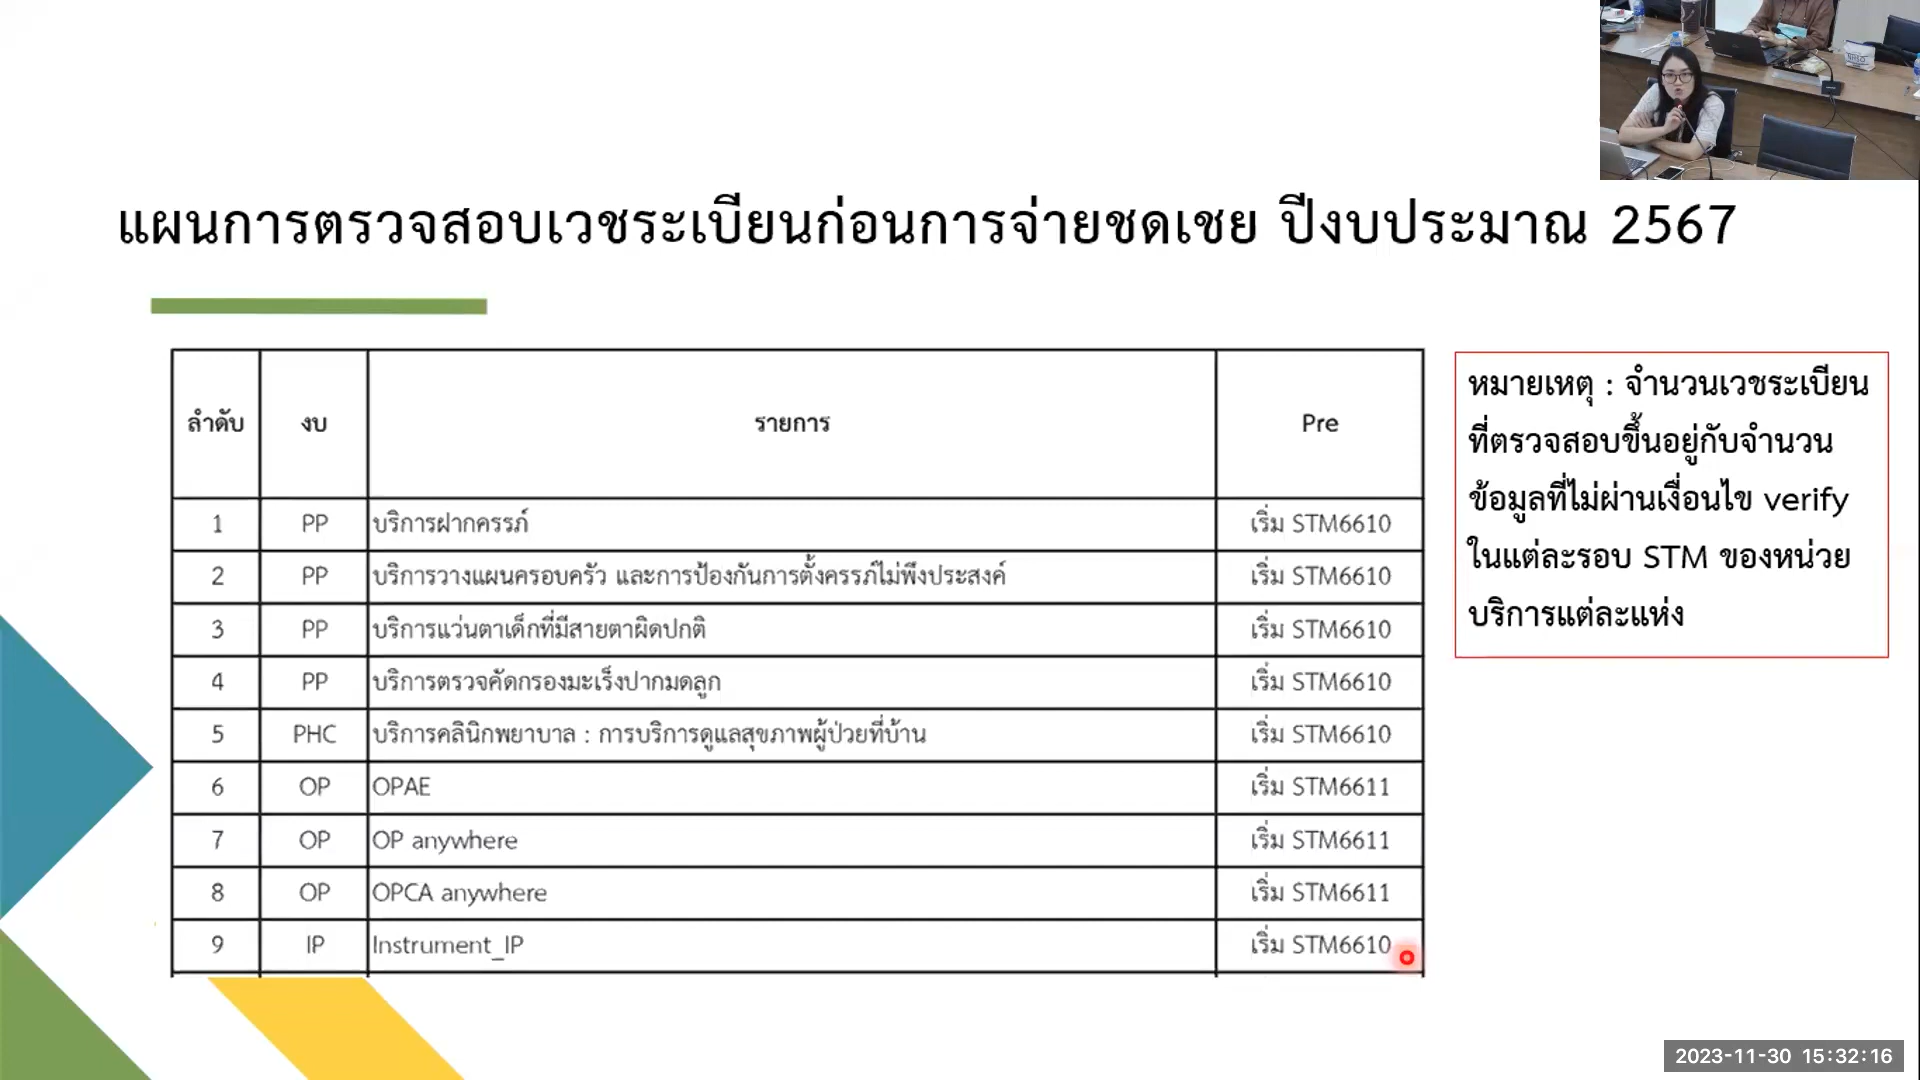 แผนการตรวจสอบเวชระเบียนก่อนการจ่ายชดเชย ปีงบประมาณ 2567
ลำดับ งบ รายการ Pre
1 PP บริการฝากครรภ์ เริ่ม STM6610
2 PP บริการวางแผนครอบครัว และการป้องกันการตั้งครรภ์ไม่พึงประสงค์ เริ่ม STM6610
3 PP บริการแว่นตาเด็กที่มีสายตาผิดปกติ เริ่ม STM6610
4 PP บริการตรวจคัดกรองมะเร็งปากมดลูก เริ่ม STM6610
5 PHC บริการคลินิกพยาบาล : การบริการดูแลสุขภาพผู้ป่วยที่บ้าน เริ่ม STM6610
6 OP OPAE เริ่ม STM6611
7 OP OP anywhere เริ่ม STM6611
8 OP OPCA anywhere เริ่ม STM6611
9 IP Instrument_IP เริ่ม STM6610
หมายเหตุ : จำนวนเวชระเบียน
ที่ตรวจสอบขึ้นอยู่กับจำนวน
ข้อมูลที่ไม่ผ่านเงื่อนไข verify
ในแต่ละรอบ STM ของหน่วย
บริการแต่ละแห่ง
2023-11-30 15:32:16